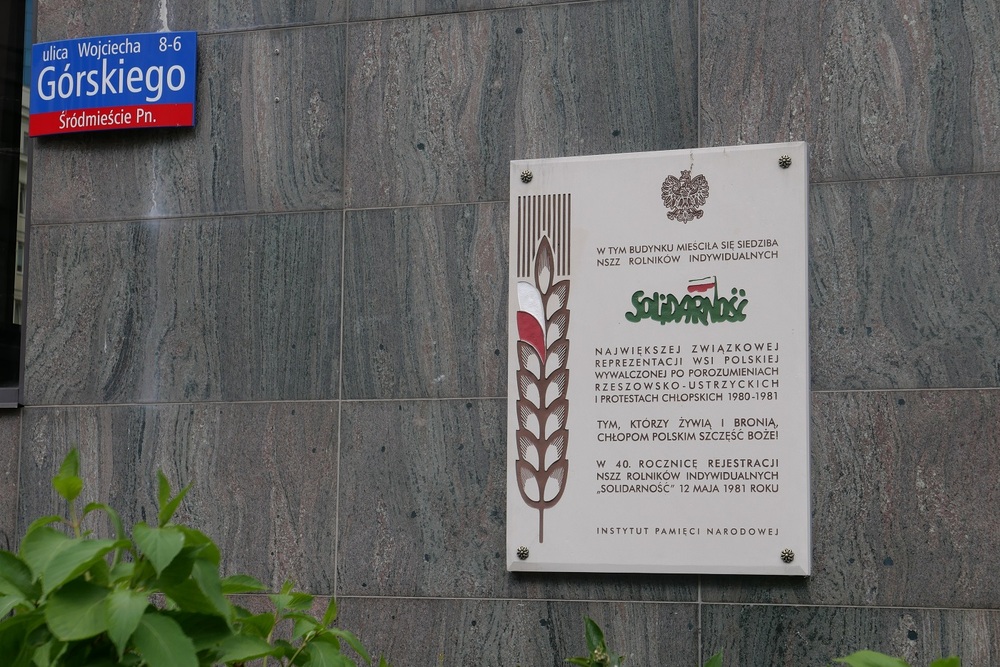 ulica Wojciecha 8-6
Górskiego
Śródmieście Pn.
W TYM BUDYNKU MIEŚCIŁA SIĘ SIEDZIBA
NSZZ ROLNIKÓW INDYWIDUALNYCH
SOLIDARNOŚĆ
NAJWIĘKSZEJ ZWIĄZKOWEJ
REPREZENTACJI WSI POLSKIEJ
WYWALCZONEJ PO POROZUMIENIACH
RZESZOWSKO-USTRZYCKICH
I PROTESTACH CHŁOPSKICH 1980-1981
TYM, KTÓRZY ŻYWIĄ I BRONIĄ,
CHŁOPOM POLSKIM SZCZĘŚĆ BOŻE!
W 40. ROCZNICĘ REJESTRACJI
NSZZ ROLNIKÓW INDYWIDUALNYCH
„SOLIDARNOŚĆ" 12 MAJA 1981 ROKU
INSTYTUT PAMIĘCI NARODOWEJ